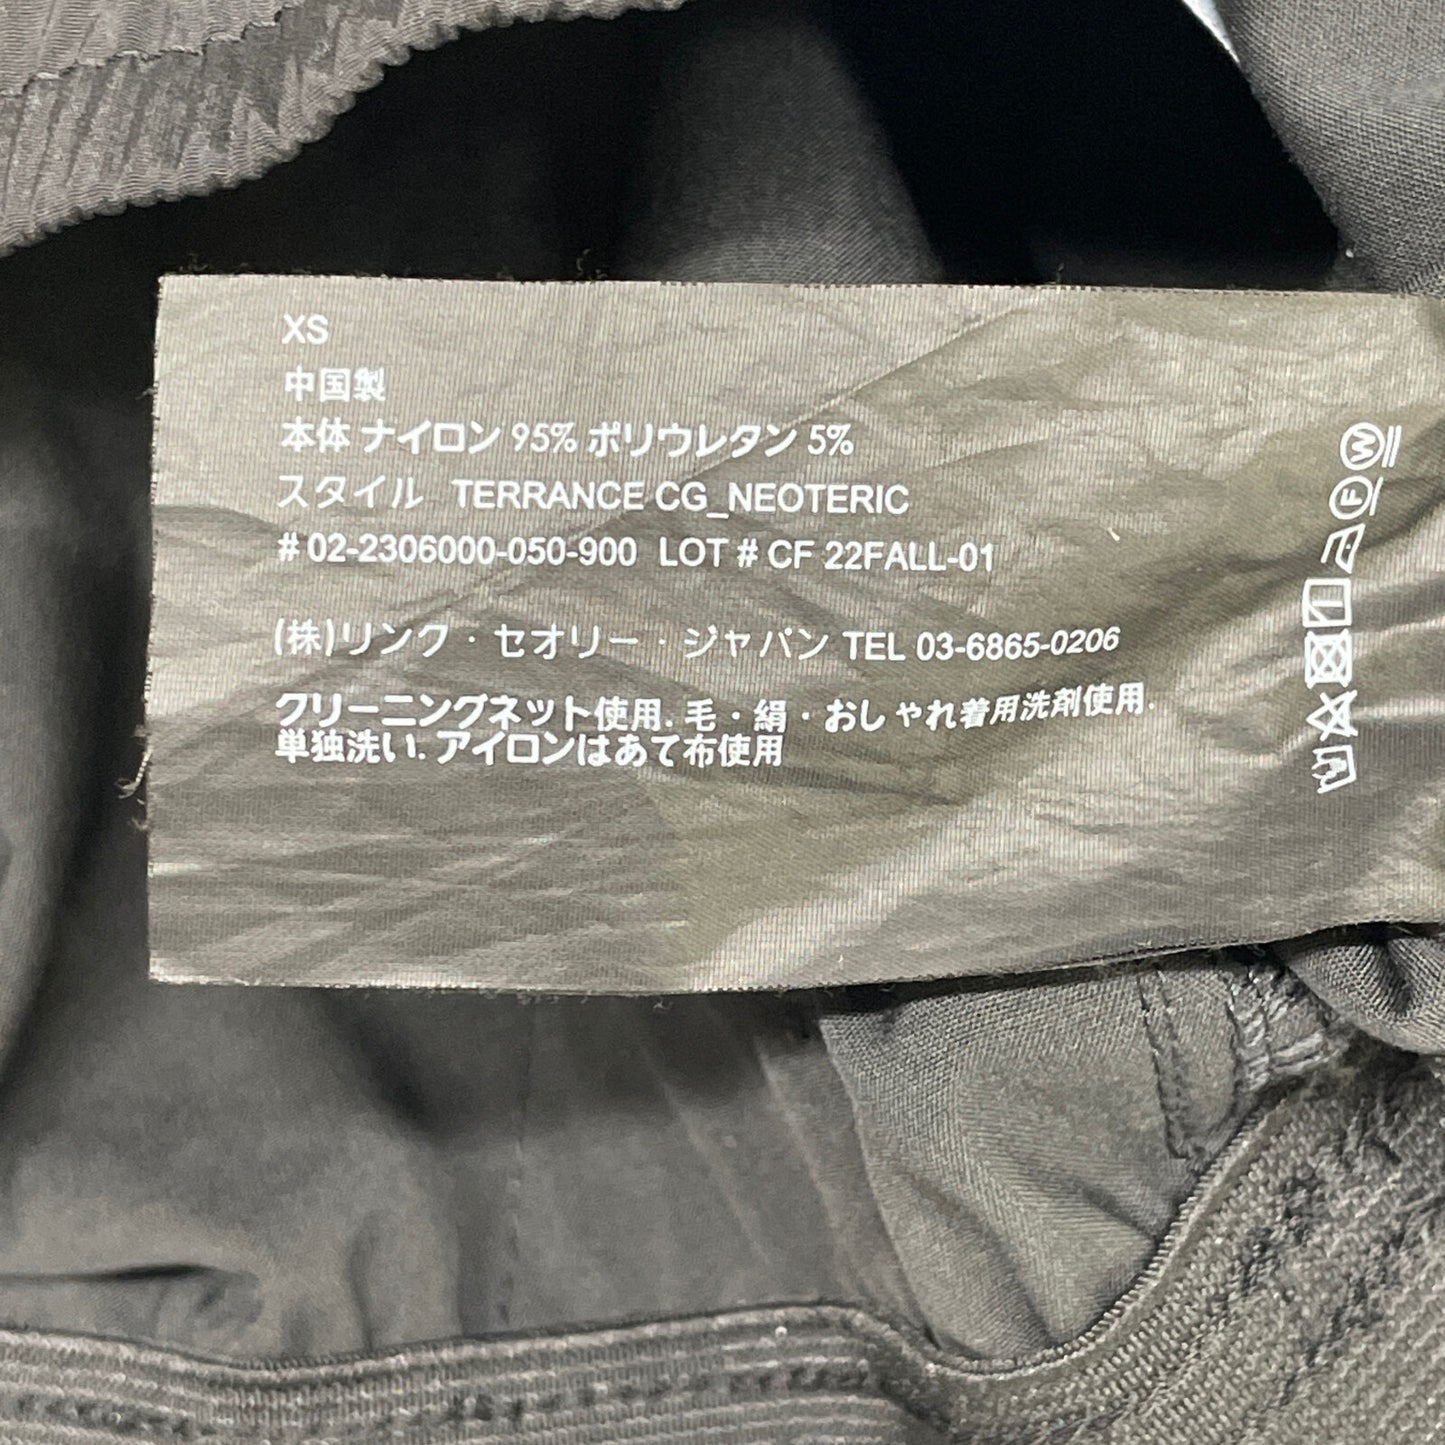 XS
中国製
本体 ナイロン 95% ポリウレタン 5%
スタイル TERRANCE CG_NEOTERIC
# 02-2306000-050-900 LOT # CF 22FALL-01
(株)リンク・セオリー・ジャパン TEL 03-6865-0206
クリーニングネット使用. 毛・絹・おしゃれ着用洗剤使用.
単独洗い. アイロンはあて布使用
W
F
A